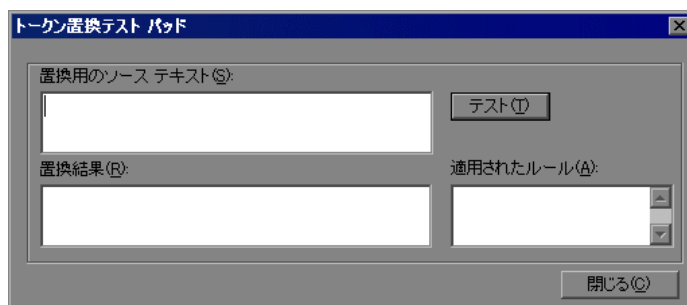 トークン置換テスト パッド
置換用のソース テキスト(S):
テスト(T)
置換結果(R):
適用されたルール(A):
閉じる(C)